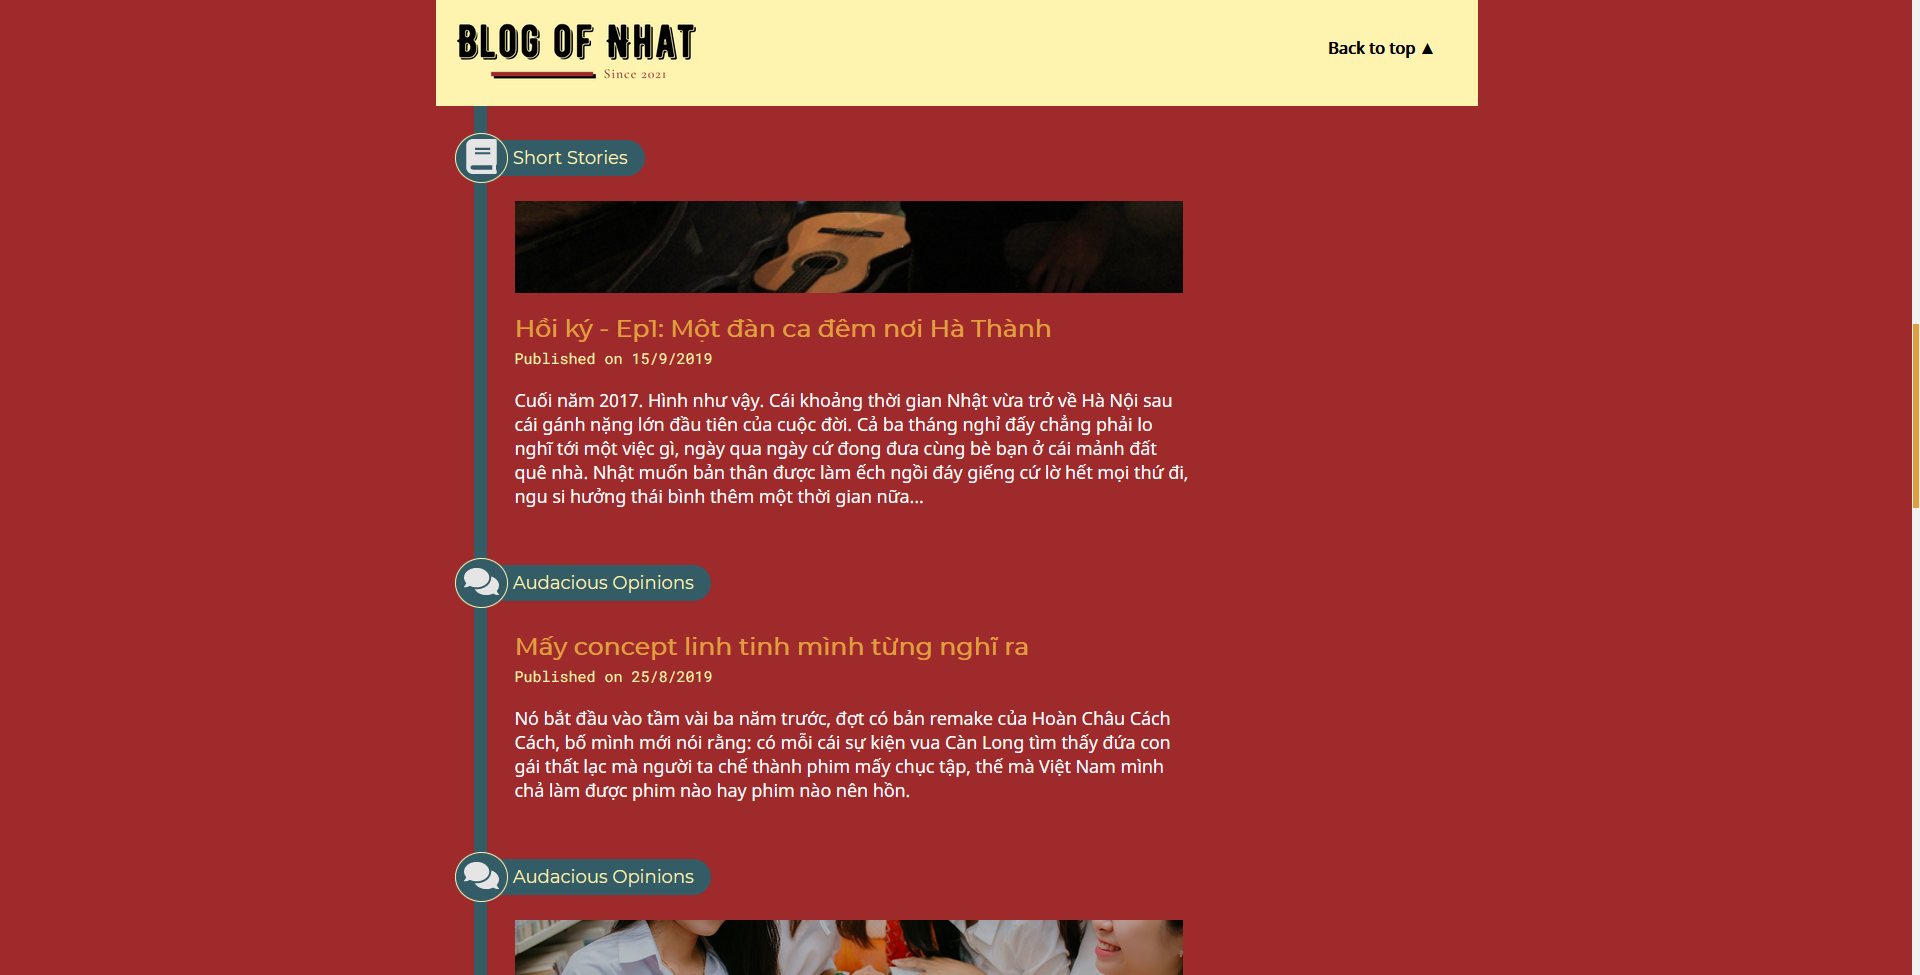 BLOG OF NHAT
Since 2021
Back to top ▲
Short Stories
Hồi ký - Ep1: Một đàn ca đêm nơi Hà Thành
Published on 15/9/2019
Cuối năm 2017. Hình như vậy. Cái khoảng thời gian Nhật vừa trở về Hà Nội sau
cái gánh nặng lớn đầu tiên của cuộc đời. Cả ba tháng nghỉ đấy chẳng phải lo
nghĩ tới một việc gì, ngày qua ngày cứ đong đưa cùng bè bạn ở cái mảnh đất
quê nhà. Nhật muốn bản thân được làm ếch ngồi đáy giếng cứ lờ hết mọi thứ đi,
ngu si hưởng thái bình thêm một thời gian nữa...
Audacious Opinions
Mấy concept linh tinh mình từng nghĩ ra
Published on 25/8/2019
Nó bắt đầu vào tầm vài ba năm trước, đợt có bản remake của Hoàn Châu Cách
Cách, bố mình mới nói rằng: có mỗi cái sự kiện vua Càn Long tìm thấy đứa con
gái thất lạc mà người ta chế thành phim mấy chục tập, thế mà Việt Nam mình
chả làm được phim nào hay phim nào nên hồn.
Audacious Opinions